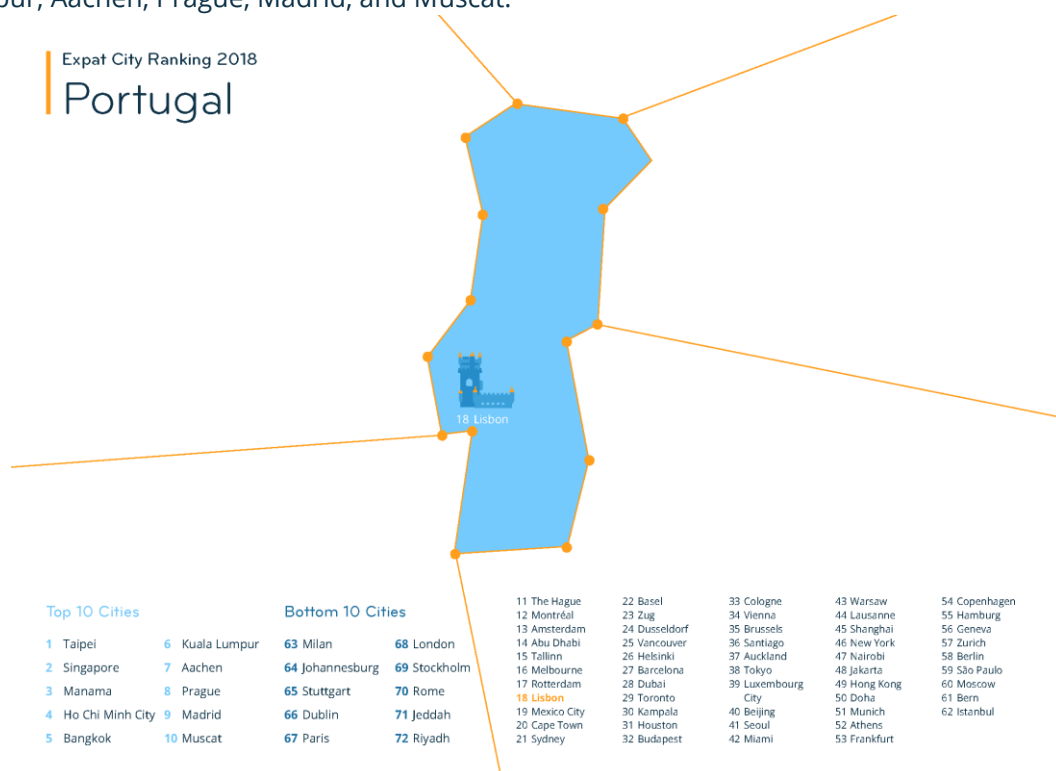 Aachen, Prague, Madrid, and Muscat.
Expat City Ranking 2018
Portugal
18 Lisbon
Top 10 Cities
1 Taipei
2 Singapore
3 Manama
4 Ho Chi Minh City
5 Bangkok
6 Kuala Lumpur
7 Aachen
8 Prague
9 Madrid
10 Muscat
Bottom 10 Cities
63 Milan
64 Johannesburg
65 Stuttgart
66 Dublin
67 Paris
68 London
69 Stockholm
70 Rome
71 Jeddah
72 Riyadh
11 The Hague
12 Montréal
13 Amsterdam
14 Abu Dhabi
15 Tallinn
16 Melbourne
17 Rotterdam
18 Lisbon
19 Mexico City
20 Cape Town
21 Sydney
22 Basel
23 Zug
24 Dusseldorf
25 Vancouver
26 Helsinki
27 Barcelona
28 Dubai
29 Toronto
30 Kampala
31 Houston
32 Budapest
33 Cologne
34 Vienna
35 Brussels
36 Santiago
37 Auckland
38 Tokyo
39 Luxembourg
City
40 Beijing
41 Seoul
42 Miami
43 Warsaw
44 Lausanne
45 Shanghai
46 New York
47 Nairobi
48 Jakarta
49 Hong Kong
50 Doha
51 Munich
52 Athens
53 Frankfurt
54 Copenhagen
55 Hamburg
56 Geneva
57 Zurich
58 Berlin
59 São Paulo
60 Moscow
61 Bern
62 Istanbul